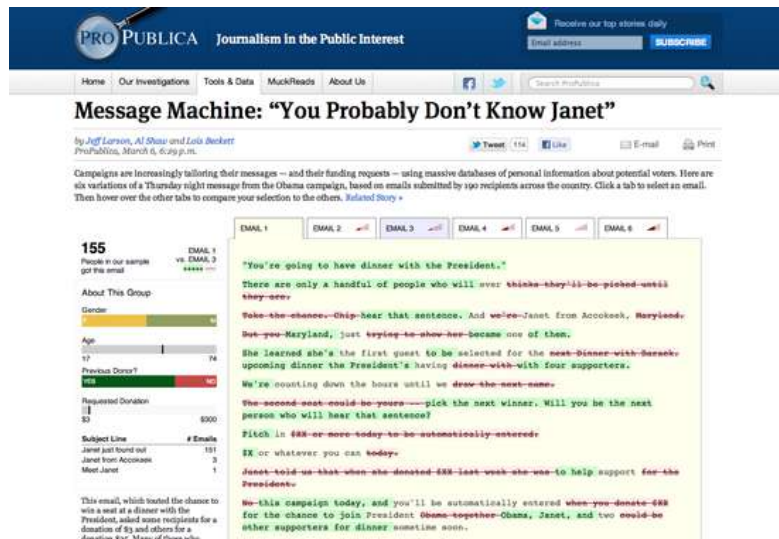 PRO PUBLICA Journalism in the Public Interest
Receive our top stories daily
Email address SUBSCRIBE
Home Our Investigations Tools & Data MuckReads About Us Search ProPublica
Message Machine: “You Probably Don’t Know Janet”
by Jeff Larson, Al Shaw and Lois Beckett
ProPublica, March 6, 6:29 p.m.
Tweet 154 Like E-mail Print
Campaigns are increasingly tailoring their messages — and their funding requests — using massive databases of personal information about potential voters. Here are
six variations of a Thursday night message from the Obama campaign, based on emails submitted by 190 recipients across the country. Click a tab to select an email.
Then hover over the other tabs to compare your selection to the others. Related Story »
EMAIL 1 EMAIL 2 EMAIL 3 EMAIL 4 EMAIL 5 EMAIL 6
155
People in our sample
got this email
EMAIL 1
vs. EMAIL 3
About This Group
Gender
F M
Age
17 74
Previous Donor?
YES NO
Requested Donation
$3 $300
Subject Line # Emails
Janet just found out 151
Janet from Accokeek 3
Meet Janet 1
This email, which touted the chance to
win a seat at a dinner with the
President, asked some recipients for a
donation of $3 and others for a
donation $25. Many of those who
"You're going to have dinner with the President."
There are only a handful of people who will ever thinks they'll be picked until
they are.
Take the chance. Chip hear that sentence. And we're Janet from Accokeek, Maryland.
But you Maryland, just trying to show her became one of them.
She learned she's the first guest to be selected for the next Dinner with Barack.
upcoming dinner the President's having dinner with with four supporters.
We're counting down the hours until we draw the next name.
The second seat could be yours -- pick the next winner. Will you be the next
person who will hear that sentence?
Pitch in $XX or more today to be automatically entered.
$X or whatever you can today.
Janet told us that when she donated $XX last week she was to help support for the
President.
No this campaign today, and you'll be automatically entered when you donate $XX
for the chance to join President Obama together Obama, Janet, and two could be
other supporters for dinner sometime soon.